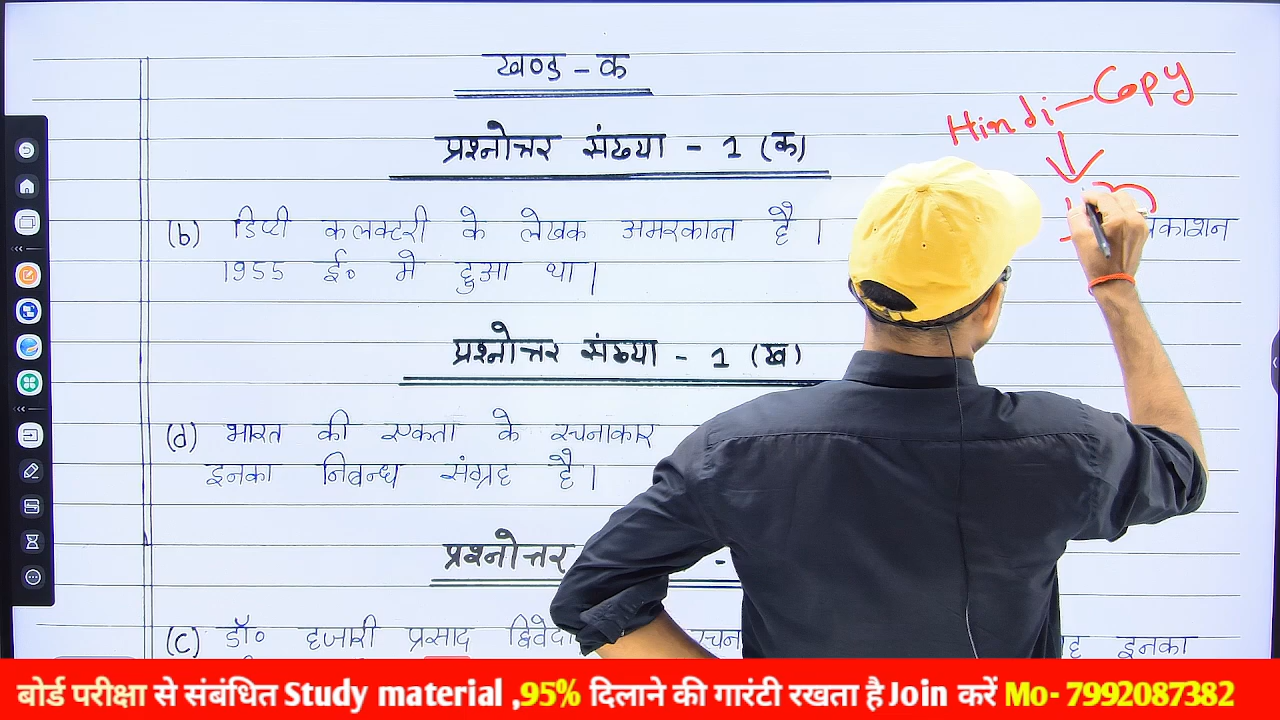 खण्ड - क
Hindi - Copy
प्रश्नोत्तर संख्या - 1 (क)
(b) डिप्टी कलक्टरी के लेखक अमरकान्त है। प्रकाशन
1955 ई० मे हुआ था।
प्रश्नोत्तर संख्या - 1 (ख)
(d) भारत की एकता के रचनाकार
इनका निबन्ध संग्रह है।
प्रश्नोत्तर -
(c) डॉ० हजारी प्रसाद इनका
बोर्ड परीक्षा से संबंधित Study material ,95% दिलाने की गारंटी रखता है Join करें Mo- 7992087382